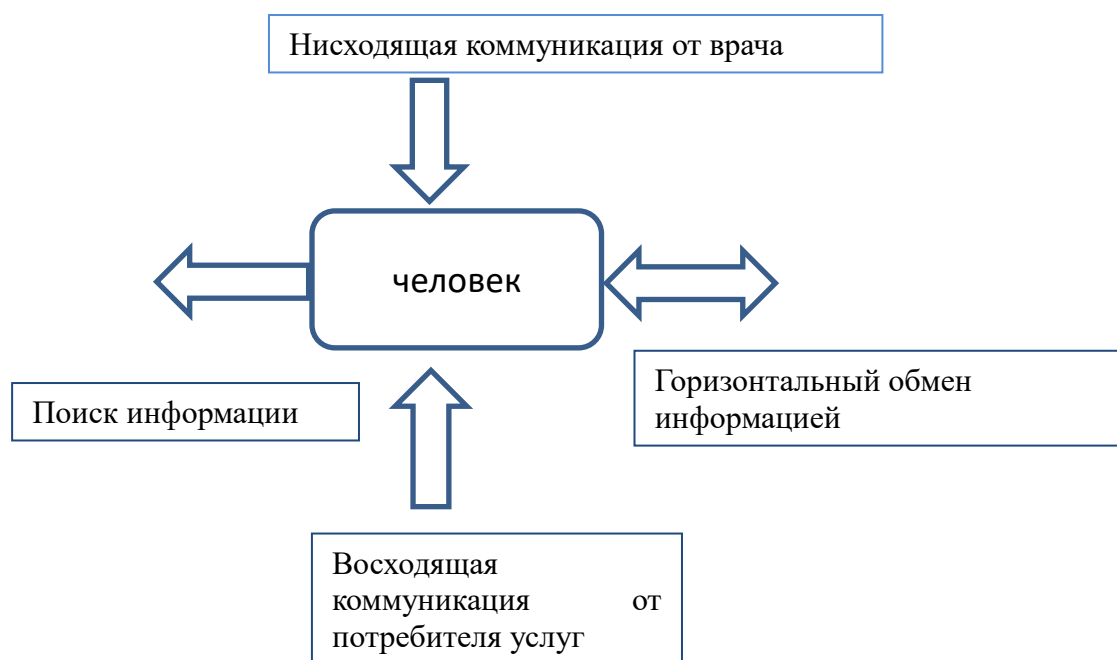 Нисходящая коммуникация от врача
человек
Поиск информации
Горизонтальный обмен
информацией
Восходящая
коммуникация от
потребителя услуг